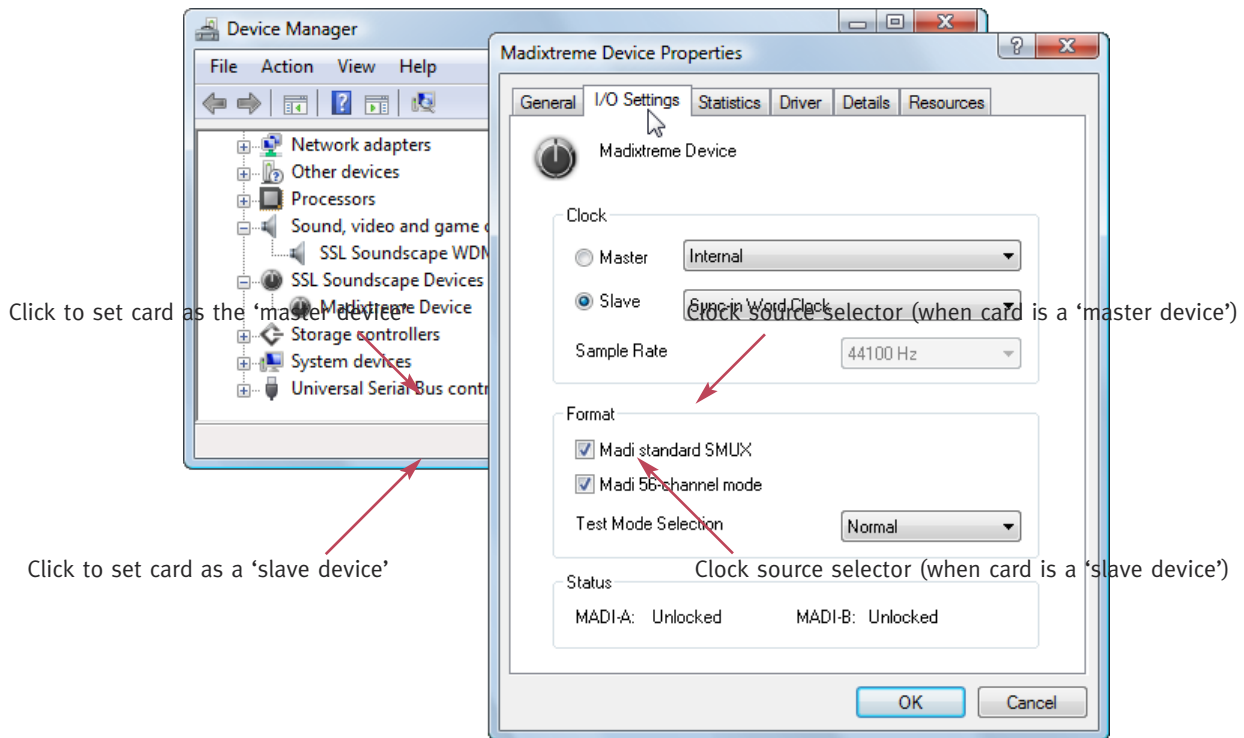 Device Manager
File Action View Help
Network adapters
Other devices
Processors
Sound, video and game
SSL Soundscape WDM
SSL Soundscape Devices
Madixtreme Device
Storage controllers
System devices
Universal Serial Bus contr
Madixtreme Device Properties
General I/O Settings Statistics Driver Details Resources
Madixtreme Device
Clock
Master Internal
Slave Sync-in Word Clock
Sample Rate 44100 Hz
Format
Madi standard SMUX
Madi 56-channel mode
Test Mode Selection Normal
Status
MADI-A: Unlocked MADI-B: Unlocked
OK Cancel
Click to set card as the ‘master device’
Clock source selector (when card is a ‘master device’)
Click to set card as a ‘slave device’
Clock source selector (when card is a ‘slave device’)